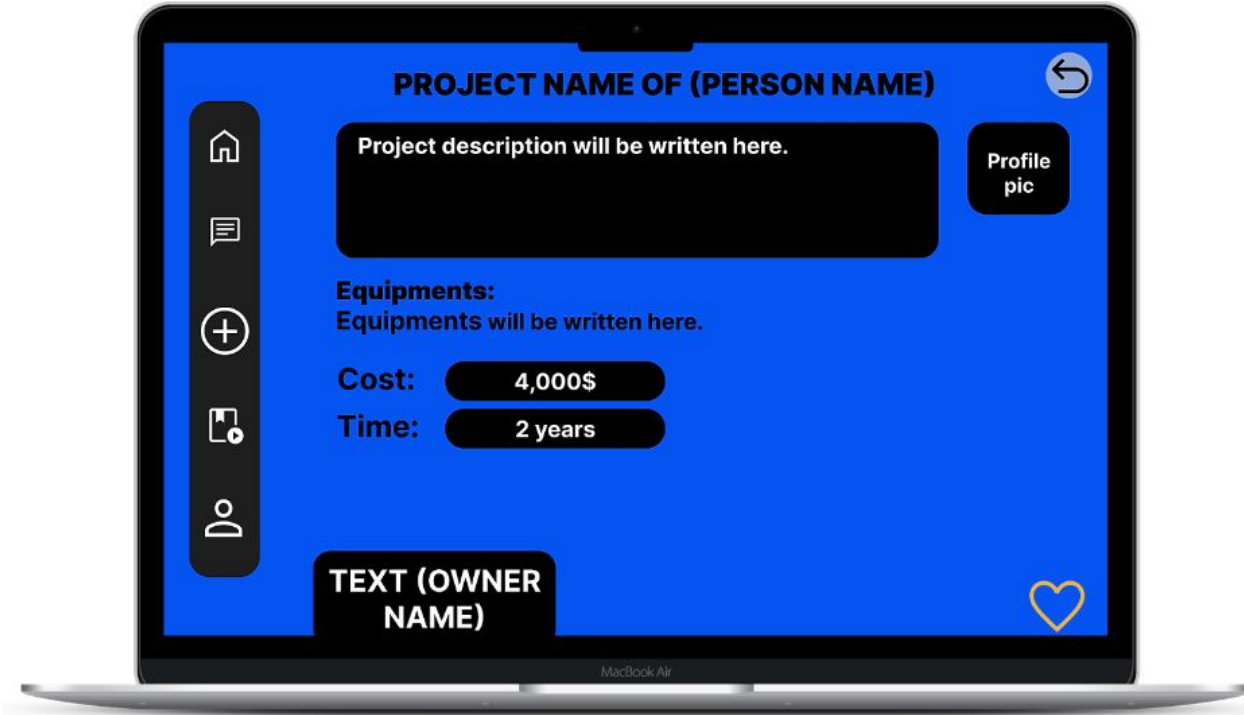 PROJECT NAME OF (PERSON NAME)
Project description will be written here.
Profile
pic
Equipments:
Equipments will be written here.
Cost:
4,000$
Time:
2 years
TEXT (OWNER
NAME)
MacBook Air